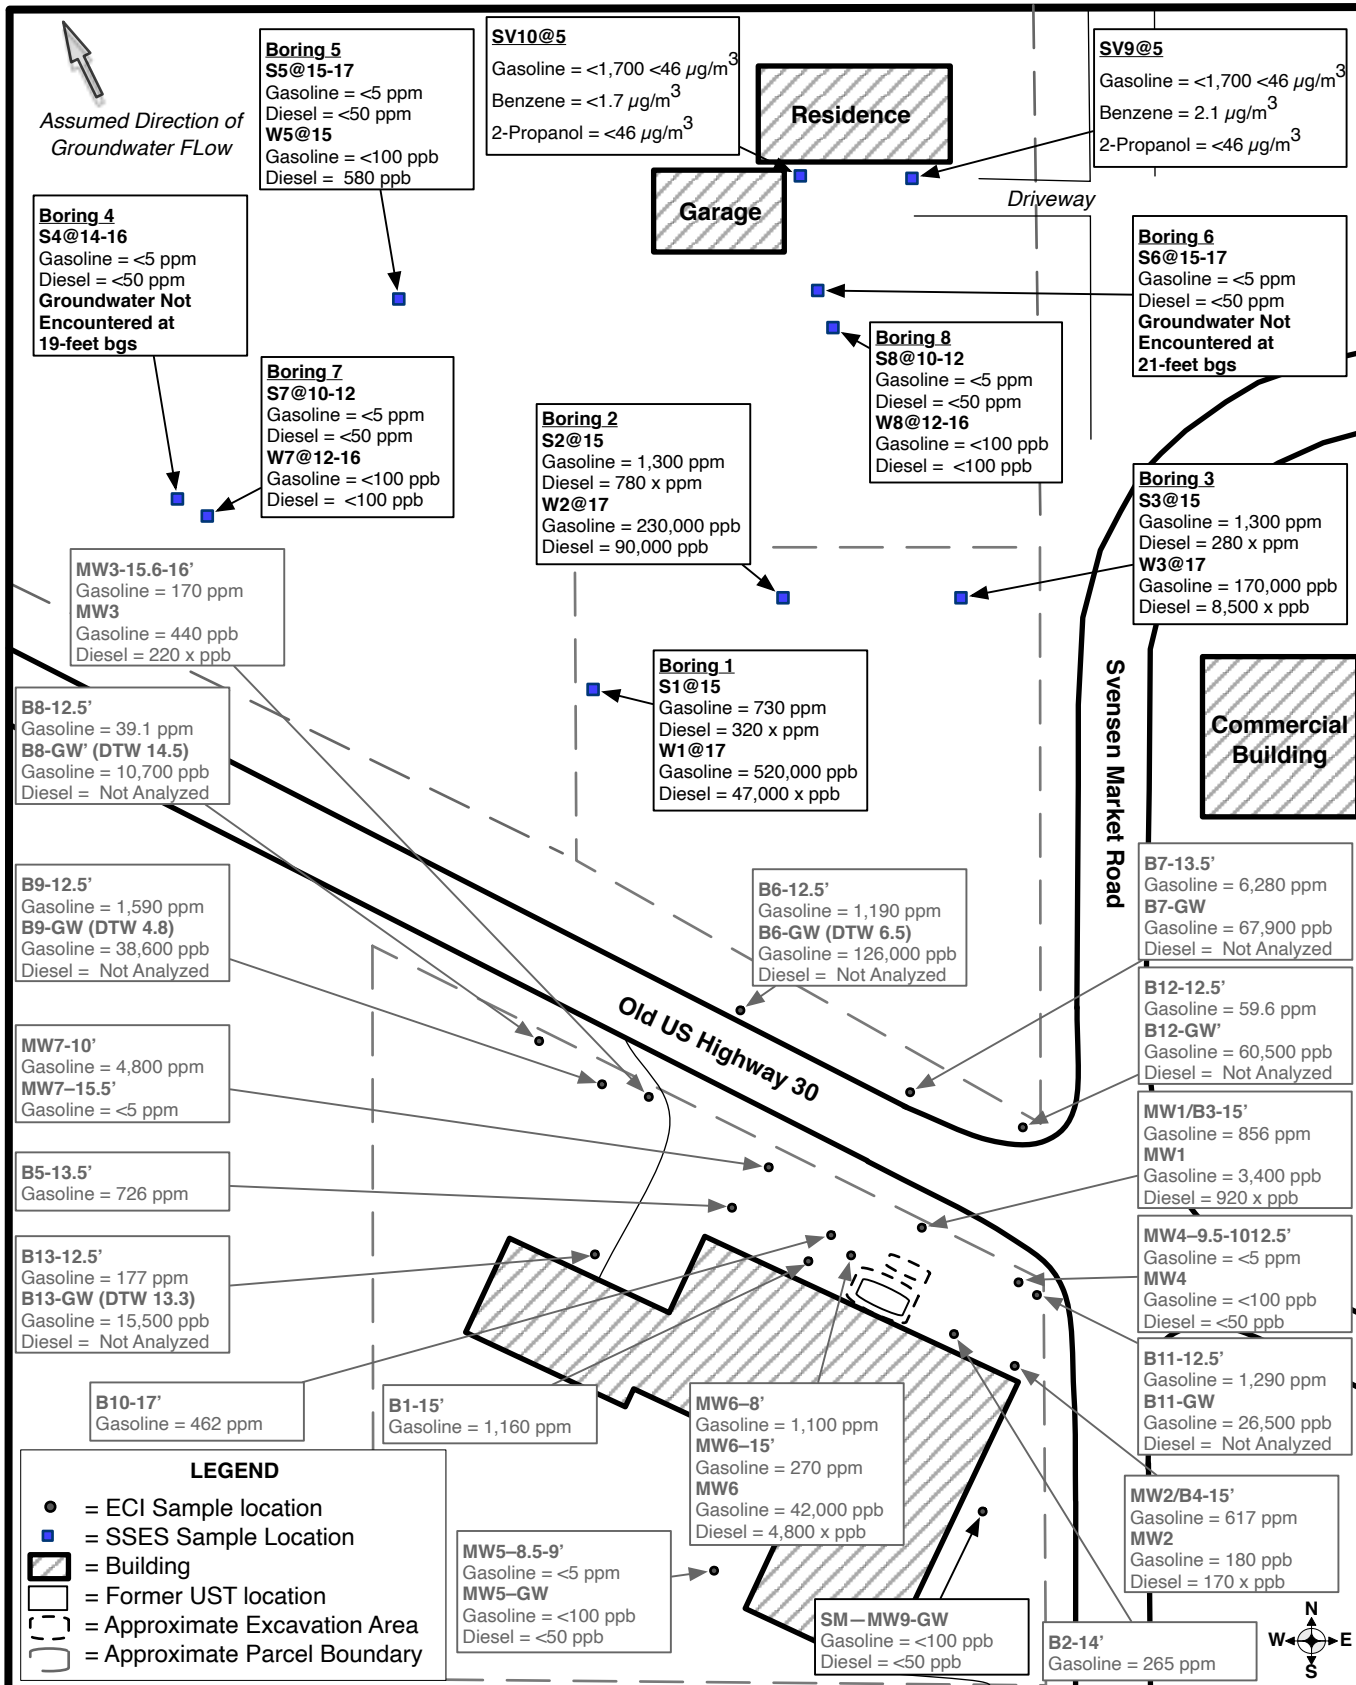 Assumed Direction of
Groundwater FLow
Boring 5
S5@15-17
Gasoline = <5 ppm
Diesel = <50 ppm
W5@15
Gasoline = <100 ppb
Diesel =  580 ppb
SV10@5
Gasoline = <1,700 <46 µg/m3
Benzene = <1.7 µg/m3
2-Propanol = <46 µg/m3
Residence
Garage
SV9@5
Gasoline = <1,700 <46 µg/m3
Benzene = 2.1 µg/m3
2-Propanol = <46 µg/m3
Driveway
Boring 4
S4@14-16
Gasoline = <5 ppm
Diesel = <50 ppm
Groundwater Not
Encountered at
19-feet bgs
Boring 6
S6@15-17
Gasoline = <5 ppm
Diesel = <50 ppm
Groundwater Not
Encountered at
21-feet bgs
Boring 7
S7@10-12
Gasoline = <5 ppm
Diesel = <50 ppm
W7@12-16
Gasoline = <100 ppb
Diesel =  <100 ppb
Boring 8
S8@10-12
Gasoline = <5 ppm
Diesel = <50 ppm
W8@12-16
Gasoline = <100 ppb
Diesel =  <100 ppb
Boring 2
S2@15
Gasoline = 1,300 ppm
Diesel = 780 x ppm
W2@17
Gasoline = 230,000 ppb
Diesel = 90,000 ppb
Boring 3
S3@15
Gasoline = 1,300 ppm
Diesel = 280 x ppm
W3@17
Gasoline = 170,000 ppb
Diesel = 8,500 x ppb
MW3-15.6-16’
Gasoline = 170 ppm
MW3
Gasoline = 440 ppb
Diesel = 220 x ppb
Boring 1
S1@15
Gasoline = 730 ppm
Diesel = 320 x ppm
W1@17
Gasoline = 520,000 ppb
Diesel = 47,000 x ppb
Svensen Market Road
Commercial
Building
B8-12.5’
Gasoline = 39.1 ppm
B8-GW’ (DTW 14.5)
Gasoline = 10,700 ppb
Diesel =  Not Analyzed
B9-12.5’
Gasoline = 1,590 ppm
B9-GW (DTW 4.8)
Gasoline = 38,600 ppb
Diesel =  Not Analyzed
B6-12.5’
Gasoline = 1,190 ppm
B6-GW (DTW 6.5)
Gasoline = 126,000 ppb
Diesel =  Not Analyzed
B7-13.5’
Gasoline = 6,280 ppm
B7-GW
Gasoline = 67,900 ppb
Diesel = Not Analyzed
Old US Highway 30
B12-12.5’
Gasoline = 59.6 ppm
B12-GW’
Gasoline = 60,500 ppb
Diesel =  Not Analyzed
MW7-10’
Gasoline = 4,800 ppm
MW7–15.5’
Gasoline = <5 ppm
MW1/B3-15’
Gasoline = 856 ppm
MW1
Gasoline = 3,400 ppb
Diesel = 920 x ppb
B5-13.5’
Gasoline = 726 ppm
MW4–9.5-1012.5’
Gasoline = <5 ppm
MW4
Gasoline = <100 ppb
Diesel = <50 ppb
B13-12.5’
Gasoline = 177 ppm
B13-GW (DTW 13.3)
Gasoline = 15,500 ppb
Diesel =  Not Analyzed
B11-12.5’
Gasoline = 1,290 ppm
B11-GW
Gasoline = 26,500 ppb
Diesel =  Not Analyzed
B10-17’
Gasoline = 462 ppm
B1-15’
Gasoline = 1,160 ppm
MW6–8’
Gasoline = 1,100 ppm
MW6–15’
Gasoline = 270 ppm
MW6
Gasoline = 42,000 ppb
Diesel = 4,800 x ppb
MW2/B4-15’
Gasoline = 617 ppm
MW2
Gasoline = 180 ppb
Diesel = 170 x ppb
LEGEND
= ECI Sample location
= SSES Sample Location
= Building
= Former UST location
= Approximate Excavation Area
= Approximate Parcel Boundary
MW5–8.5-9’
Gasoline = <5 ppm
MW5–GW
Gasoline = <100 ppb
Diesel = <50 ppb
SM—MW9-GW
Gasoline = <100 ppb
Diesel = <50 ppb
B2-14’
Gasoline = 265 ppm
N
W E
S